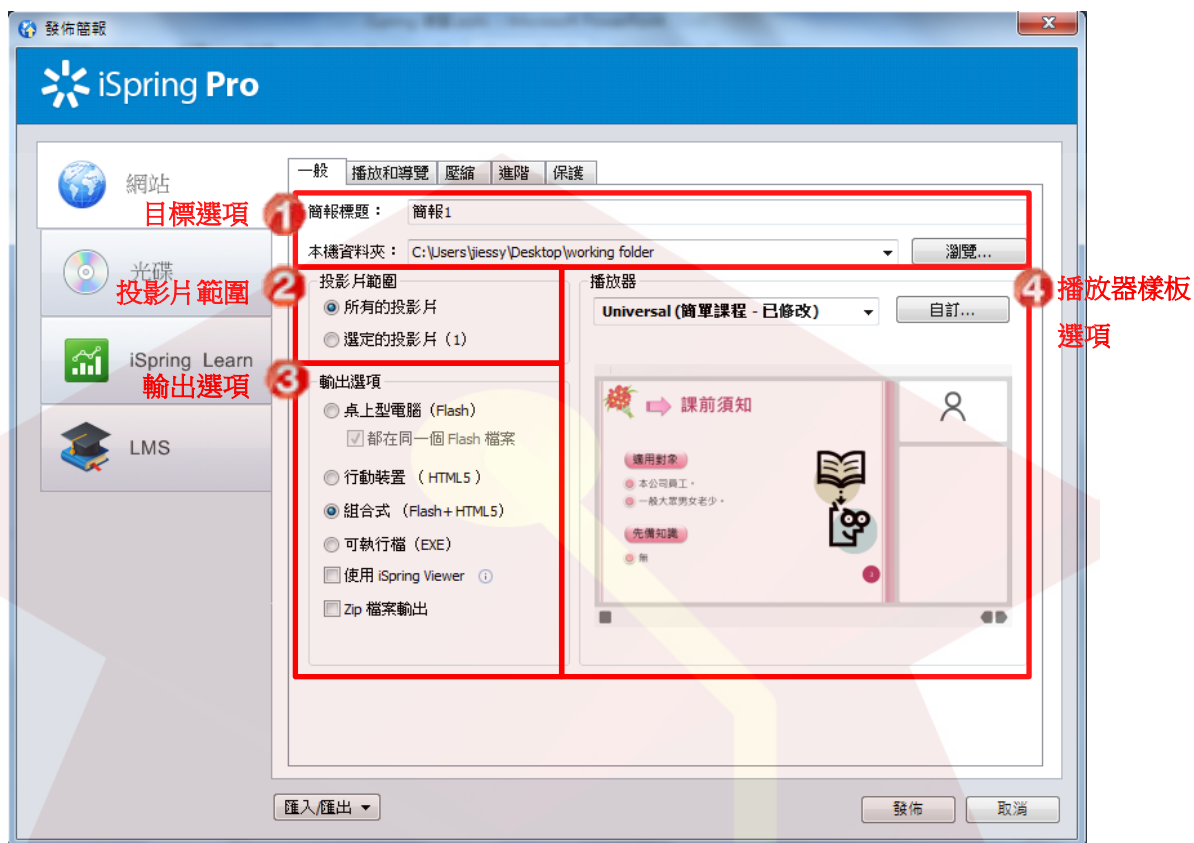 發佈簡報
iSpring Pro
網站
目標選項
光碟
投影片範圍
iSpring Learn
輸出選項
LMS
一般 播放和導覽 壓縮 進階 保護
1
簡報標題： 簡報1
本機資料夾： C:\Users\jiessy\Desktop\working folder 瀏覽...
2
投影片範圍
所有的投影片
選定的投影片（1）
3
輸出選項
桌上型電腦（Flash）
都在同一個 Flash 檔案
行動裝置 （ HTML5 ）
組合式 （Flash+HTML5）
可執行檔（EXE）
使用 iSpring Viewer
Zip 檔案輸出
播放器
Universal (簡單課程 - 已修改) 自訂...
4
播放器樣板
選項
課前須知
適用對象
本公司員工。
一般大眾男女老少。
先備知識
無
匯入/匯出
發佈 取消